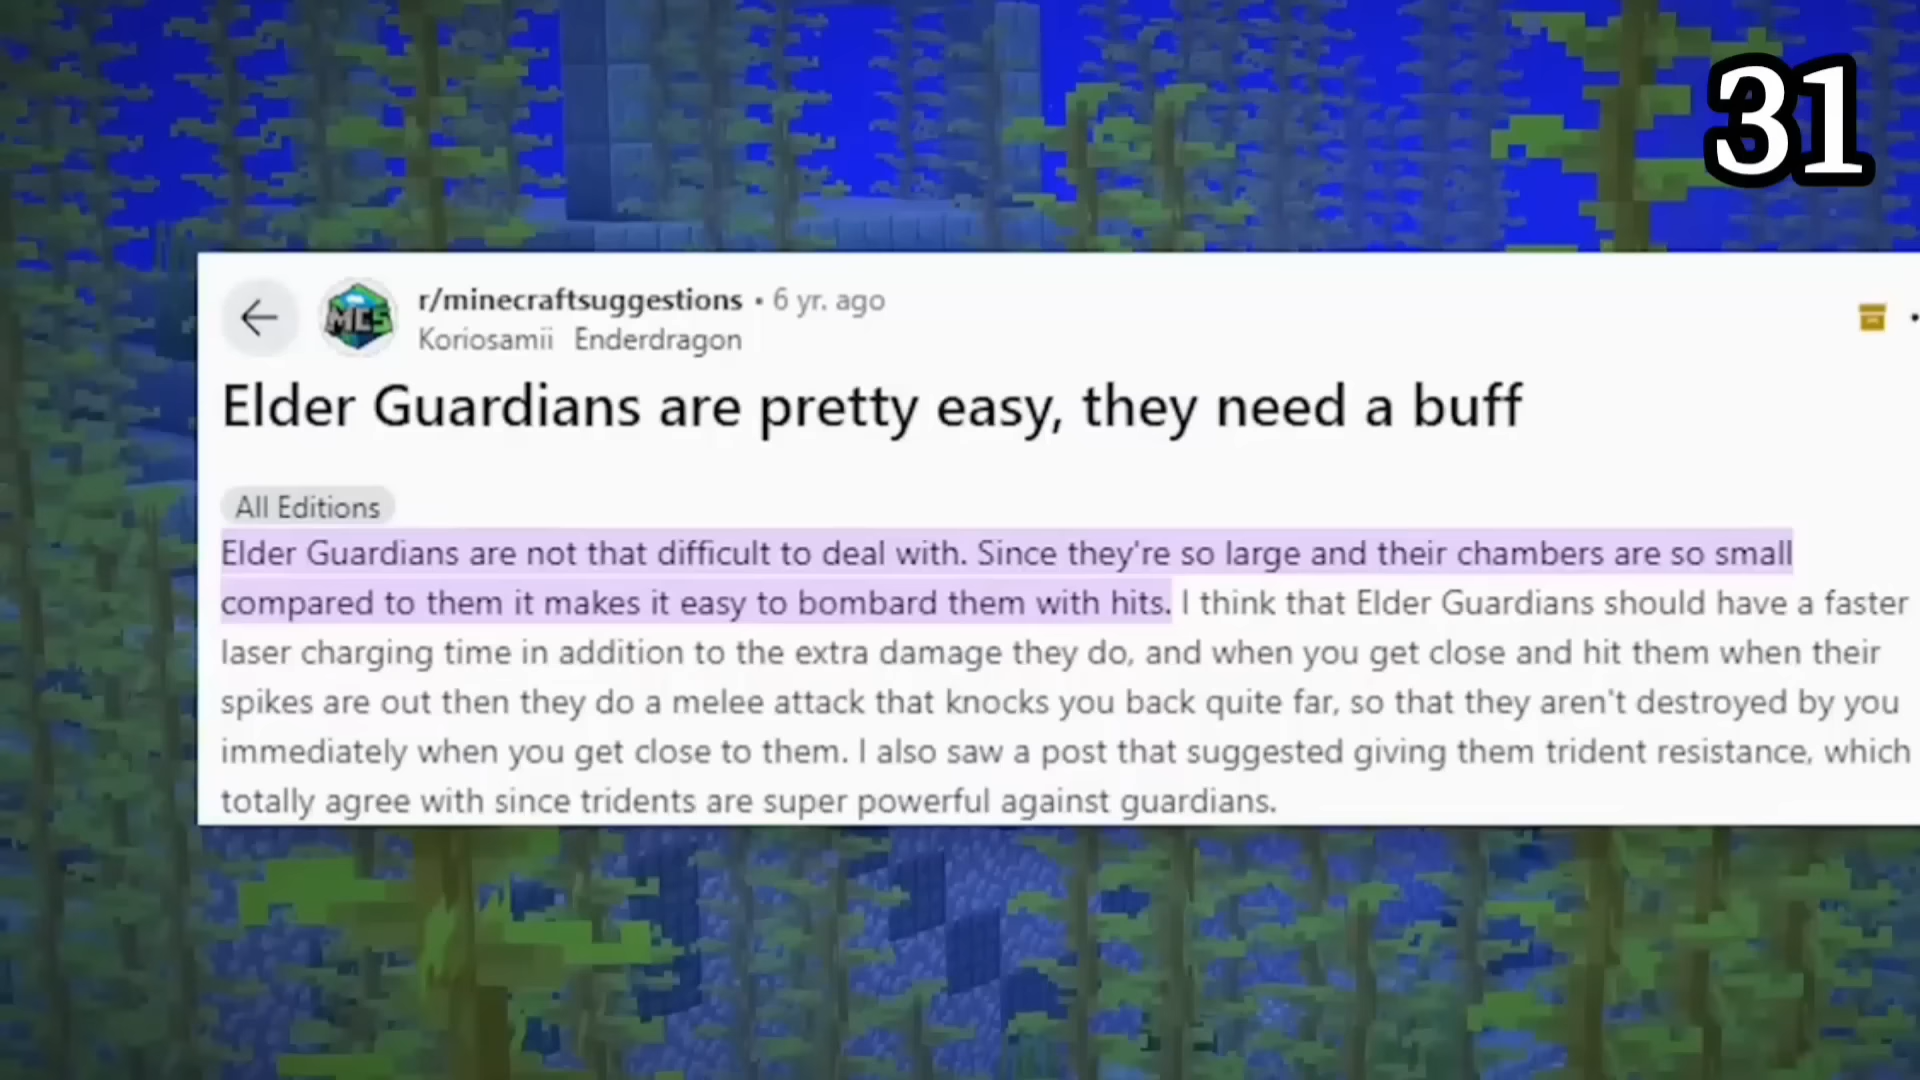 31
r/minecraftsuggestions • 6 yr. ago
MCS
Koriosamii Enderdragon
Elder Guardians are pretty easy, they need a buff
All Editions
Elder Guardians are not that difficult to deal with. Since they're so large and their chambers are so small
compared to them it makes it easy to bombard them with hits. I think that Elder Guardians should have a faster
laser charging time in addition to the extra damage they do, and when you get close and hit them when their
spikes are out then they do a melee attack that knocks you back quite far, so that they aren't destroyed by you
immediately when you get close to them. I also saw a post that suggested giving them trident resistance, which
totally agree with since tridents are super powerful against guardians.